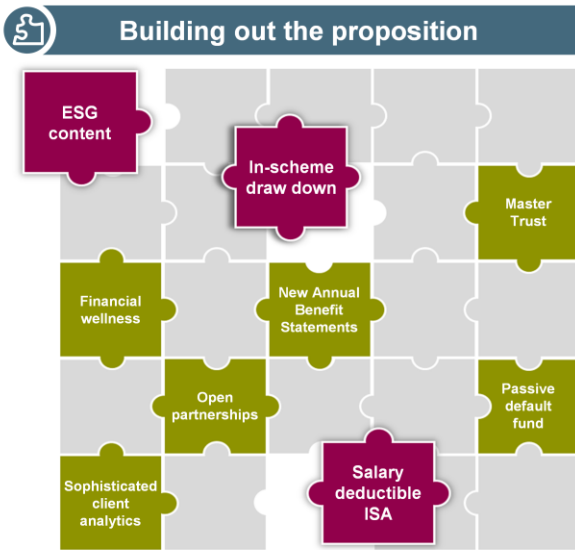 Building out the proposition
ESG
content
In-scheme
draw down
Master
Trust
Financial
wellness
New Annual
Benefit
Statements
Open
partnerships
Passive
default
fund
Sophisticated
client
analytics
Salary
deductible
ISA